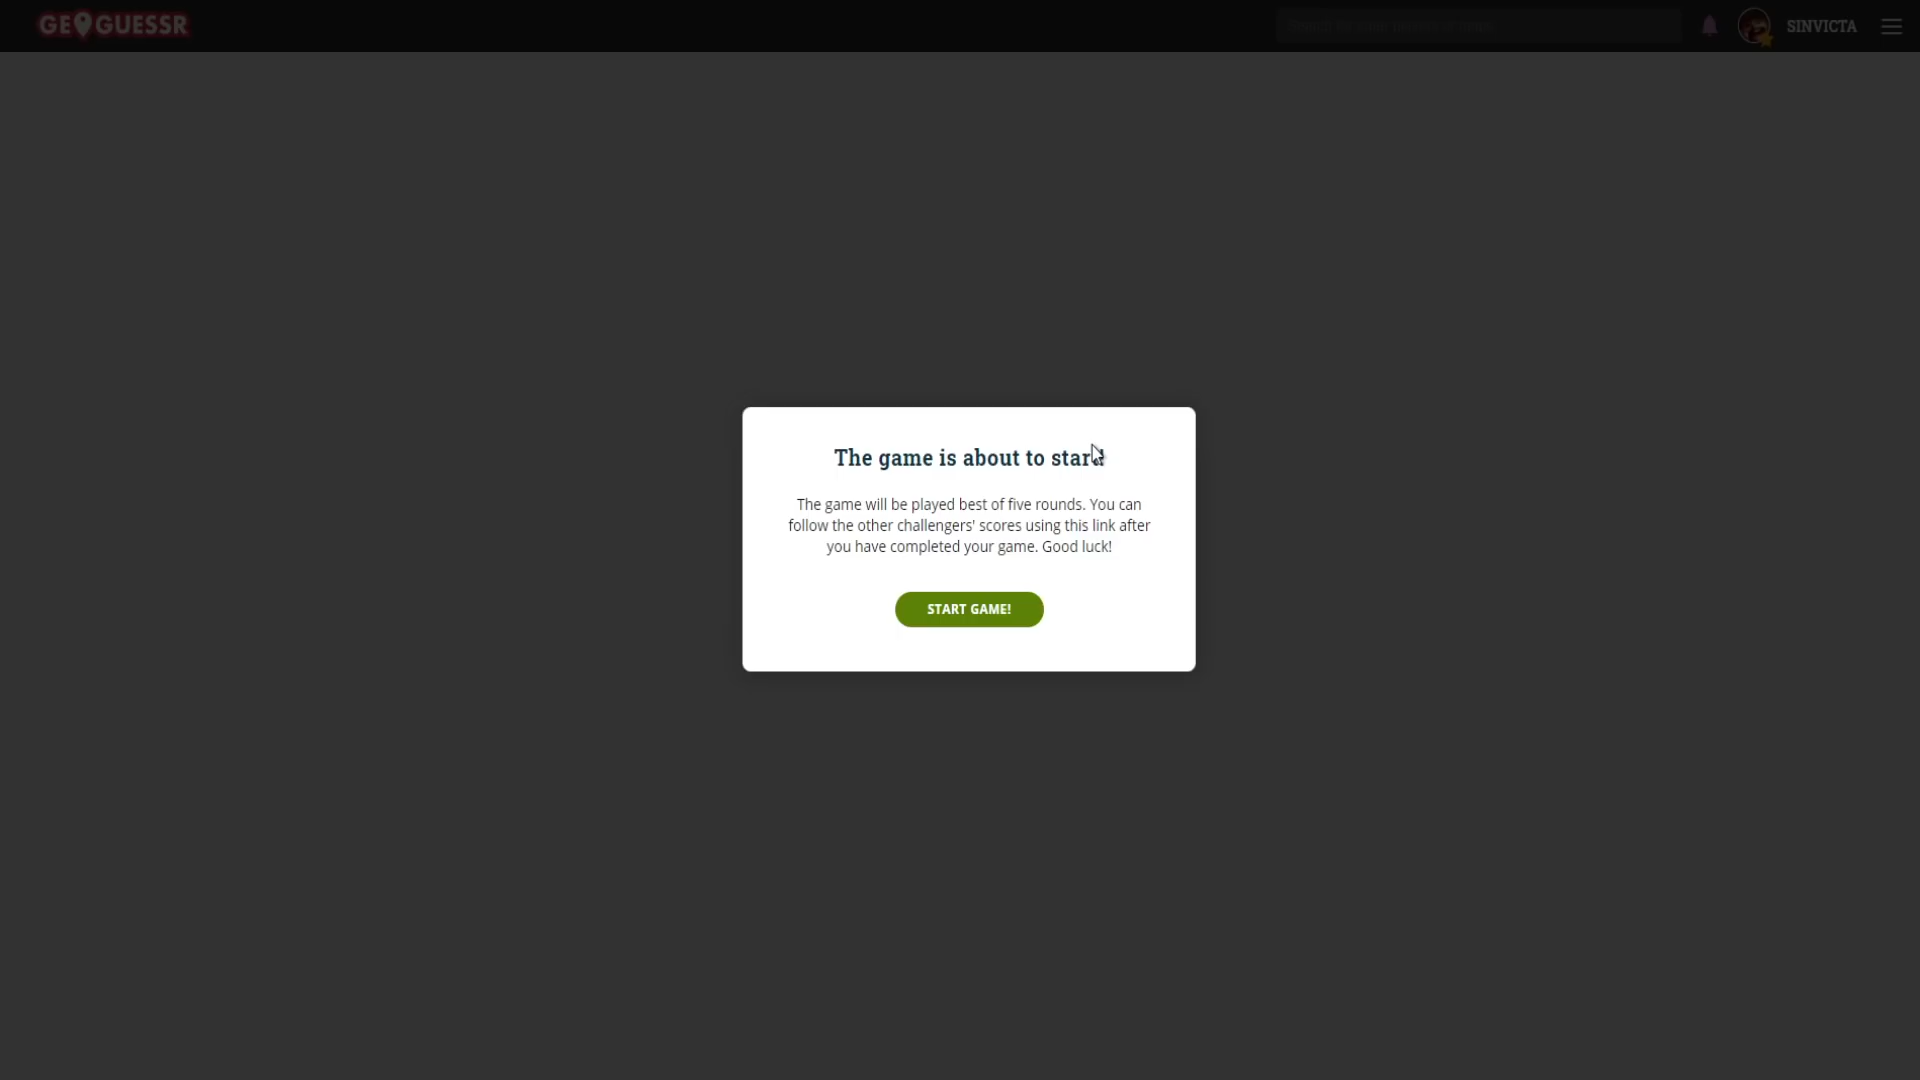 GEOGUESSR
SINVICTA
The game is about to start!
The game will be played best of five rounds. You can
follow the other challengers' scores using this link after
you have completed your game. Good luck!
START GAME!